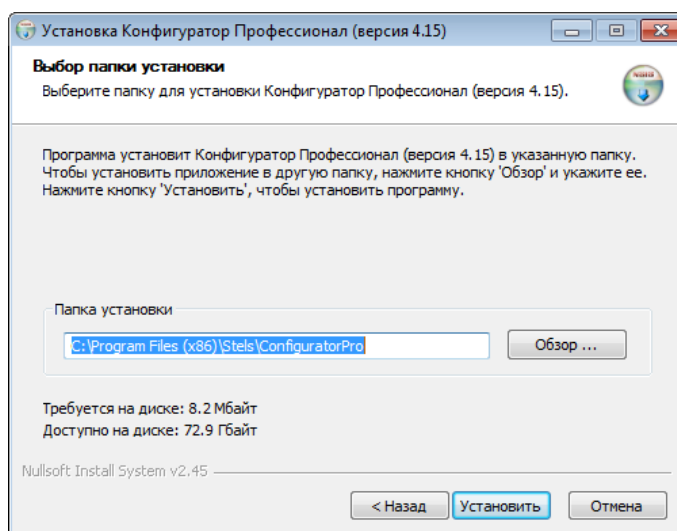 Установка Конфигуратор Профессионал (версия 4.15)
Выбор папки установки
Выберите папку для установки Конфигуратор Профессионал (версия 4.15).
Программа установит Конфигуратор Профессионал (версия 4.15) в указанную папку.
Чтобы установить приложение в другую папку, нажмите кнопку 'Обзор' и укажите ее.
Нажмите кнопку 'Установить', чтобы установить программу.
Папка установки
C:\Program Files (x86)\Stels\ConfiguratorPro
Обзор ...
Требуется на диске: 8.2 Мбайт
Доступно на диске: 72.9 Гбайт
Nullsoft Install System v2.45
< Назад
Установить
Отмена